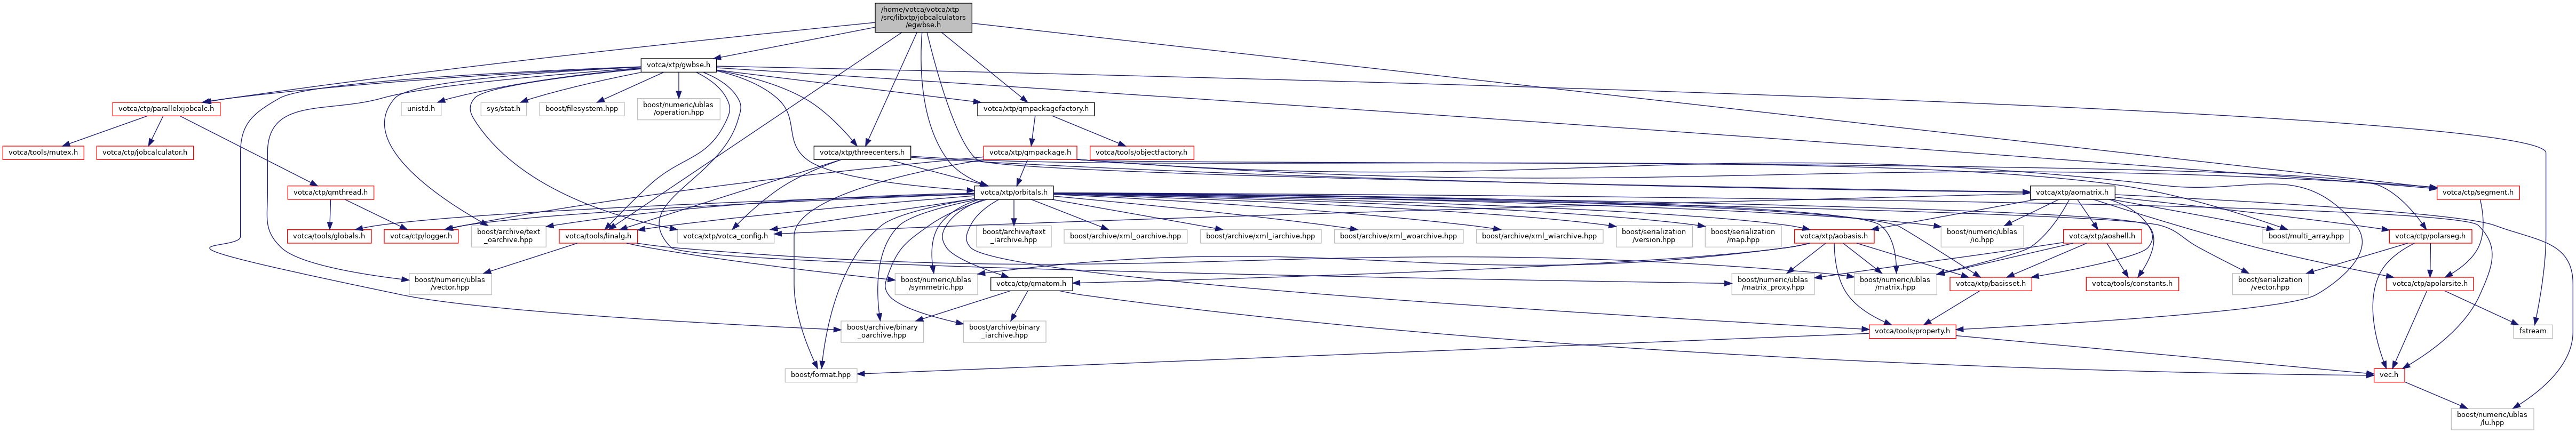 /home/votca/votca/xtp
/src/libxtp/jobcalculators
/egwbse.h
votca/xtp/gwbse.h
votca/ctp/parallelxjobcalc.h
unistd.h
sys/stat.h
boost/filesystem.hpp
boost/numeric/ublas
/operation.hpp
votca/xtp/qmpackagefactory.h
votca/tools/mutex.h
votca/ctp/jobcalculator.h
votca/xtp/threecenters.h
votca/xtp/qmpackage.h
votca/tools/objectfactory.h
votca/ctp/qmthread.h
votca/xtp/orbitals.h
votca/xtp/aomatrix.h
votca/ctp/segment.h
votca/tools/globals.h
votca/ctp/logger.h
boost/archive/text
_oarchive.hpp
votca/tools/linalg.h
votca/xtp/votca_config.h
boost/archive/text
_iarchive.hpp
boost/archive/xml_oarchive.hpp
boost/archive/xml_iarchive.hpp
boost/archive/xml_woarchive.hpp
boost/archive/xml_wiarchive.hpp
boost/serialization
/version.hpp
boost/serialization
/map.hpp
votca/xtp/aobasis.h
boost/numeric/ublas
/io.hpp
votca/xtp/aoshell.h
boost/multi_array.hpp
votca/ctp/polarseg.h
boost/numeric/ublas
/vector.hpp
boost/numeric/ublas
/symmetric.hpp
votca/ctp/qmatom.h
boost/numeric/ublas
/matrix_proxy.hpp
boost/numeric/ublas
/matrix.hpp
votca/xtp/basisset.h
votca/tools/constants.h
boost/serialization
/vector.hpp
votca/ctp/apolarsite.h
boost/archive/binary
_oarchive.hpp
boost/archive/binary
_iarchive.hpp
votca/tools/property.h
fstream
boost/format.hpp
vec.h
boost/numeric/ublas
/lu.hpp